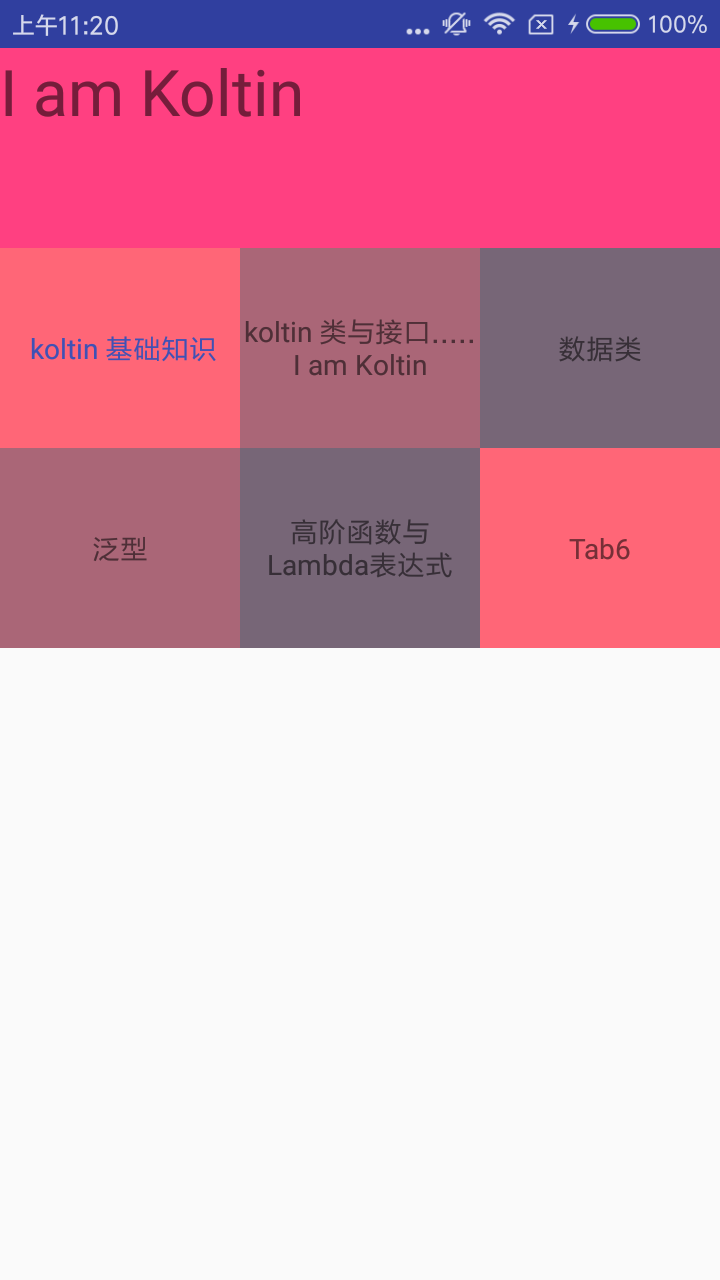 上午11:20
100%
I am Koltin
koltin 基础知识
koltin 类与接口.....
I am Koltin
数据类
泛型
高阶函数与
Lambda表达式
Tab6